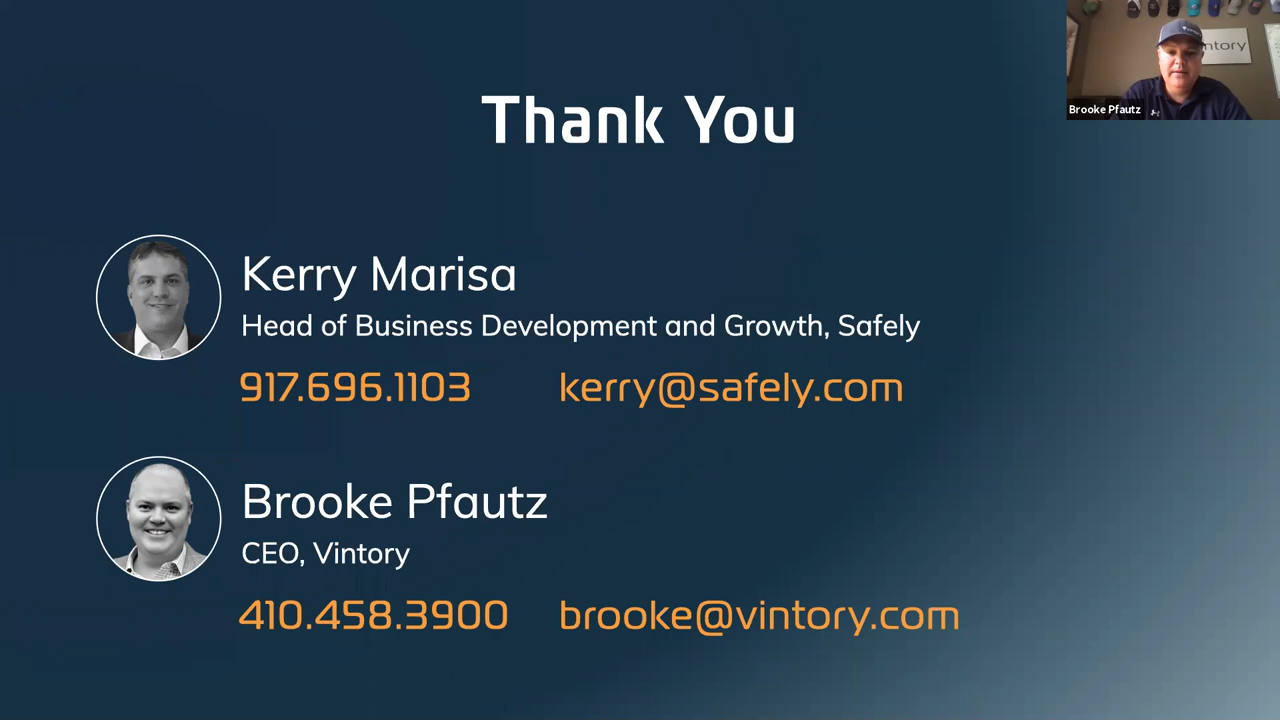 Thank You
ntory
Brooke Pfautz
Kerry Marisa
Head of Business Development and Growth, Safely
917.696.1103 kerry@safely.com
Brooke Pfautz
CEO, Vintory
410.458.3900 brooke@vintory.com